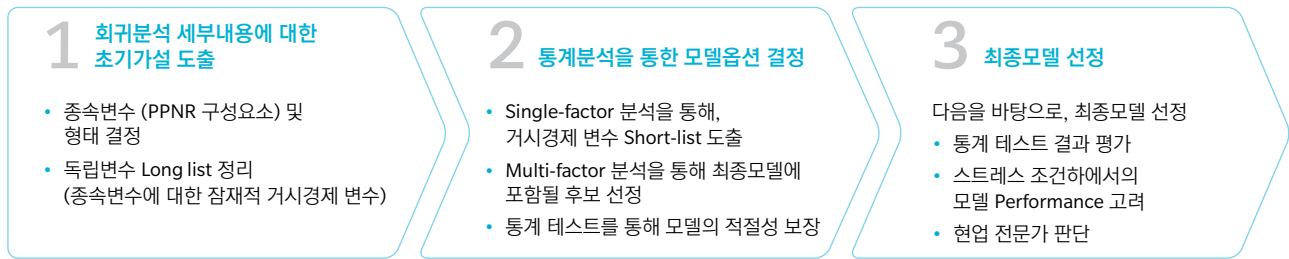 1
회귀분석 세부내용에 대한
초기가설 도출
• 종속변수 (PPNR 구성요소) 및
형태 결정
• 독립변수 Long list 정리
(종속변수에 대한 잠재적 거시경제 변수)
2
통계분석을 통한 모델옵션 결정
• Single-factor 분석을 통해,
거시경제 변수 Short-list 도출
• Multi-factor 분석을 통해 최종모델에
포함될 후보 선정
• 통계 테스트를 통해 모델의 적절성 보장
3
최종모델 선정
다음을 바탕으로, 최종모델 선정
• 통계 테스트 결과 평가
• 스트레스 조건하에서의
모델 Performance 고려
• 현업 전문가 판단